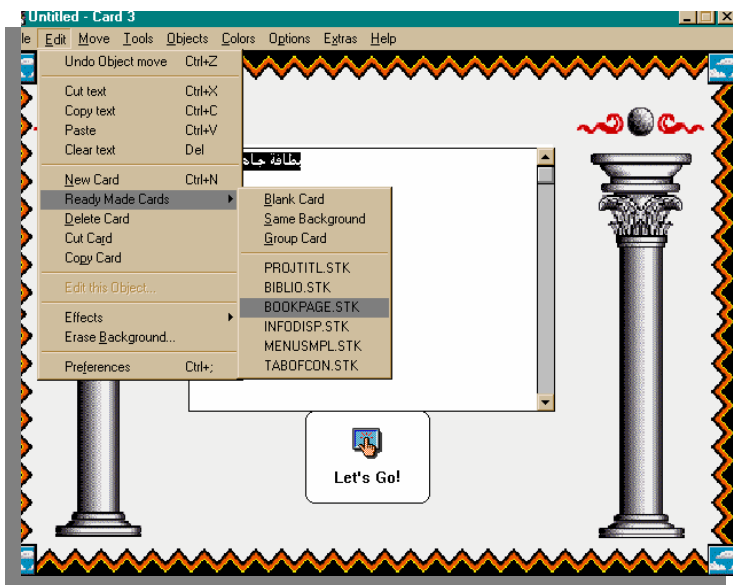 Untitled - Card 3
Edit Move Tools Objects Colors Options Extras Help
Undo Object move Ctrl+Z
Cut text Ctrl+X
Copy text Ctrl+C
Paste Ctrl+V
Clear text Del
بطاقة
New Card Ctrl+N
Ready Made Cards
Delete Card
Cut Card
Copy Card
Edit this Object...
Effects
Erase Background...
Preferences Ctrl+;
Blank Card
Same Background
Group Card
PROJTITL.STK
BIBLIO.STK
BOOKPAGE.STK
INFODISP.STK
MENUSMPL.STK
TABOFCON.STK
Let's Go!